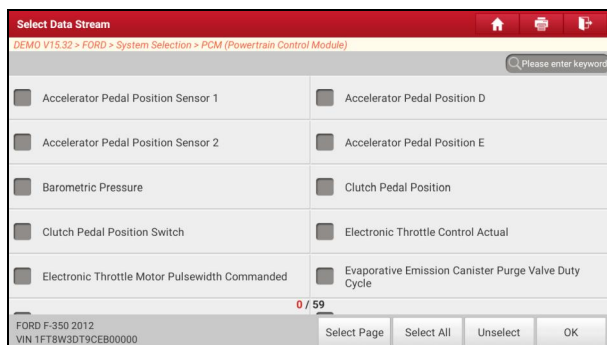 Select Data Stream
DEMO V15.32 > FORD > System Selection > PCM (Powertrain Control Module)
Please enter keyword
Accelerator Pedal Position Sensor 1
Accelerator Pedal Position D
Accelerator Pedal Position Sensor 2
Accelerator Pedal Position E
Barometric Pressure
Clutch Pedal Position
Clutch Pedal Position Switch
Electronic Throttle Control Actual
Electronic Throttle Motor Pulsewidth Commanded
Evaporative Emission Canister Purge Valve Duty
Cycle
0 / 59
FORD F-350 2012
VIN 1FT8W3DT9CEB00000
Select Page
Select All
Unselect
OK